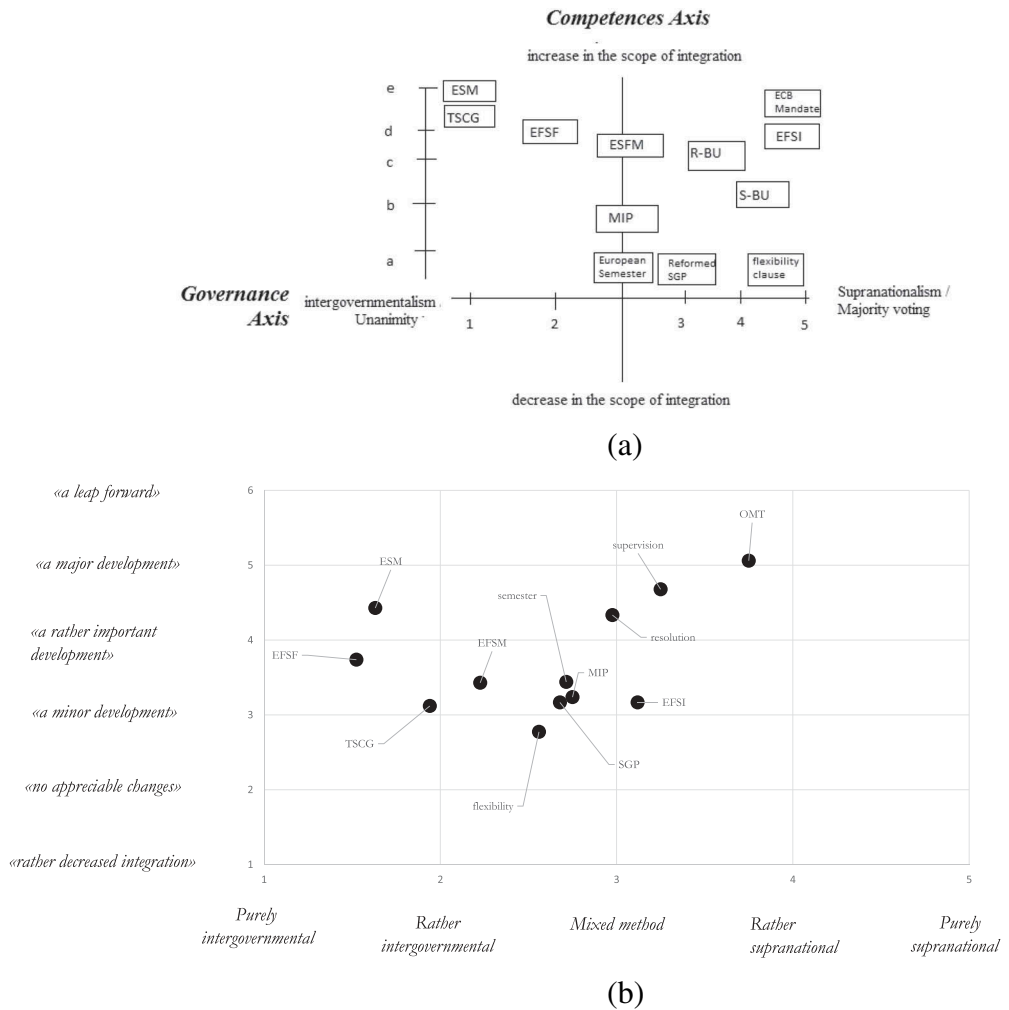 Competences Axis
increase in the scope of integration
e
ESM
ECB
Mandate
TSCG
d
EFSF
EFSI
ESFM
R-BU
c
S-BU
b
MIP
a
European
Semester
Reformed
SGP
flexibility
clause
Governance
Axis
intergovernmentalism
Unanimity
Supranationalism /
Majority voting
1
2
3
4
5
decrease in the scope of integration
(a)
«a leap forward»
6
OMT
supervision
«a major development»
5
ESM
semester
«a rather important
development»
4
resolution
EFSM
EFSF
MIP
«a minor development»
3
EFSI
TSCG
SGP
«no appreciable changes»
2
flexibility
«rather decreased integration»
1
1
2
3
4
5
Purely
intergovernmental
Rather
intergovernmental
Mixed method
Rather
supranational
Purely
supranational
(b)